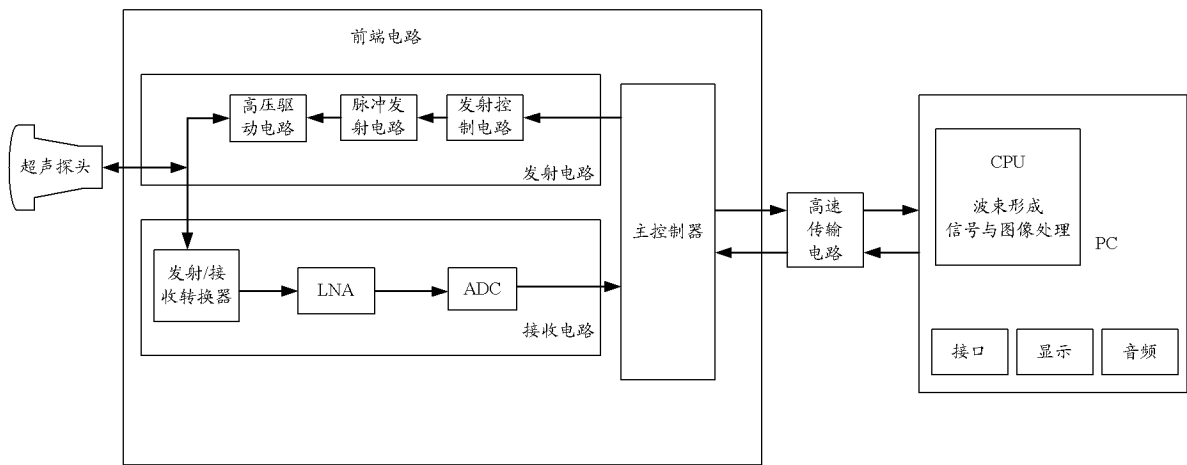 前端电路
高压驱
动电路
脉冲发
射电路
发射控
制电路
发射电路
超声探头
发射/接
收转换器
LNA
ADC
接收电路
主控制器
高速
传输
电路
CPU
波束形成
信号与图像处理
PC
接口
显示
音频